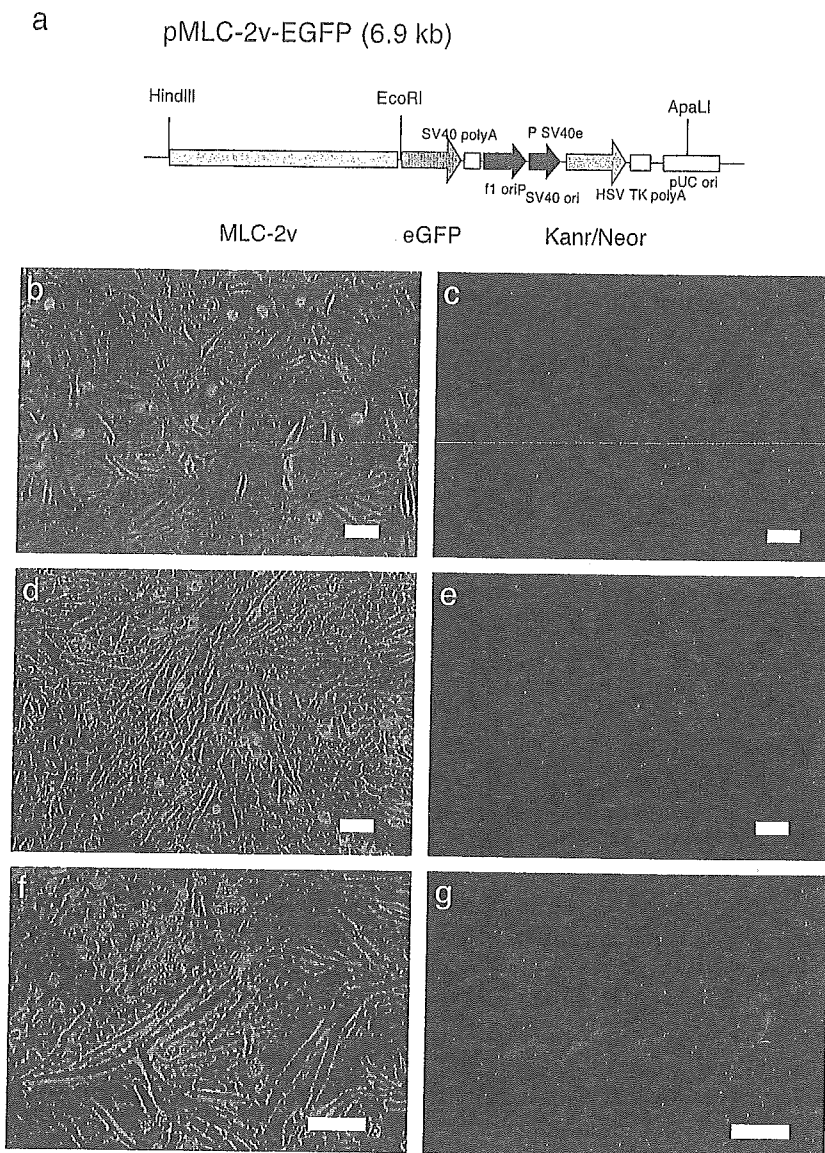 a
pMLC-2v-EGFP (6.9 kb)
HindIII
EcoRI
ApaLI
SV40 polyA
P SV40e
f1 oriP
SV40 ori
HSV TK polyA
pUC ori
MLC-2v
eGFP
Kanr/Neor
b
c
d
e
f
g